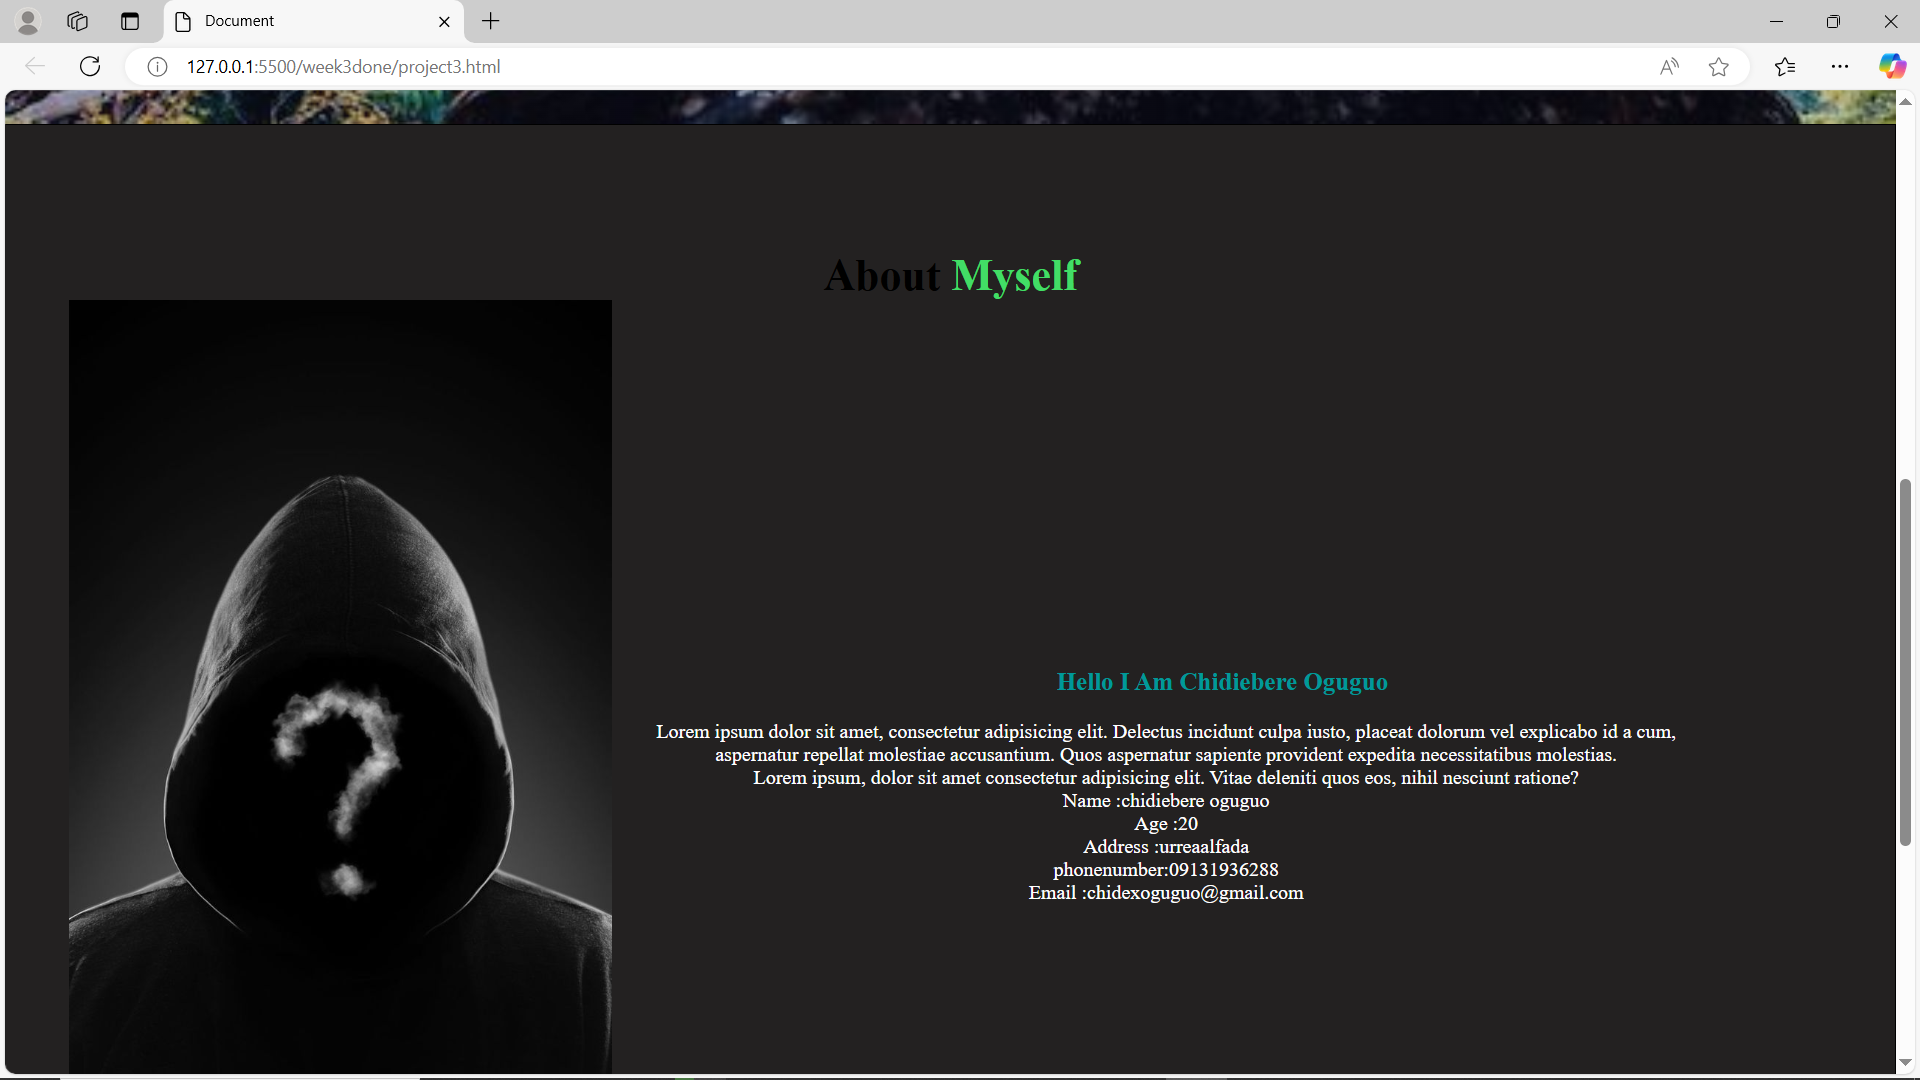 Document
127.0.0.1:5500/week3done/project3.html
About Myself
Hello I Am Chidiebere Oguguo
Lorem ipsum dolor sit amet, consectetur adipisicing elit. Delectus incidunt culpa iusto, placeat dolorum vel explicabo id a cum,
aspernatur repellat molestiae accusantium. Quos aspernatur sapiente provident expedita necessitatibus molestias.
Lorem ipsum, dolor sit amet consectetur adipisicing elit. Vitae deleniti quos eos, nihil nesciunt ratione?
Name :chidiebere oguguo
Age :20
Address :urreaalfada
phonenumber:09131936288
Email :chidexoguguo@gmail.com